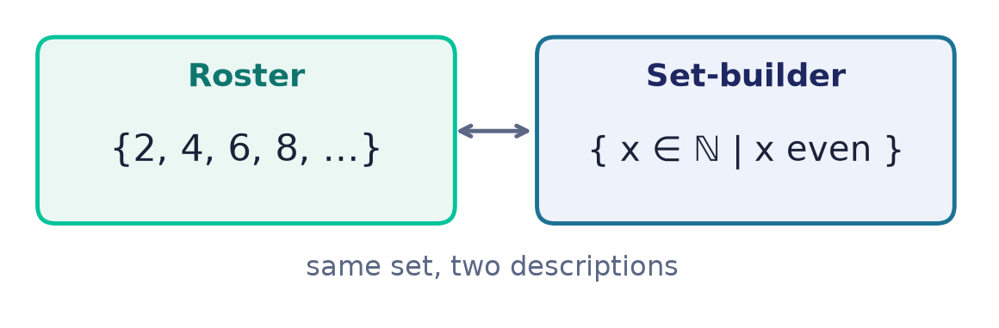 Roster
{2, 4, 6, 8, ...}
Set-builder
{ x ∈ ℕ | x even }
same set, two descriptions